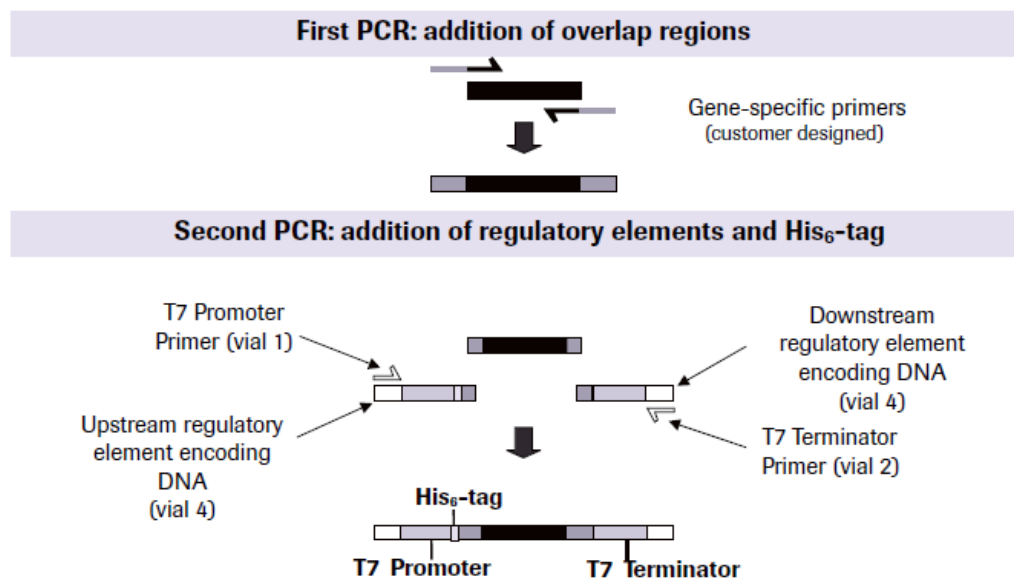 First PCR: addition of overlap regions
Gene-specific primers
(customer designed)
Second PCR: addition of regulatory elements and His₆-tag
T7 Promoter
Primer (vial 1)
Downstream
regulatory element
encoding DNA
(vial 4)
Upstream regulatory
element encoding
DNA
(vial 4)
T7 Terminator
Primer (vial 2)
His₆-tag
T7 Promoter
T7 Terminator